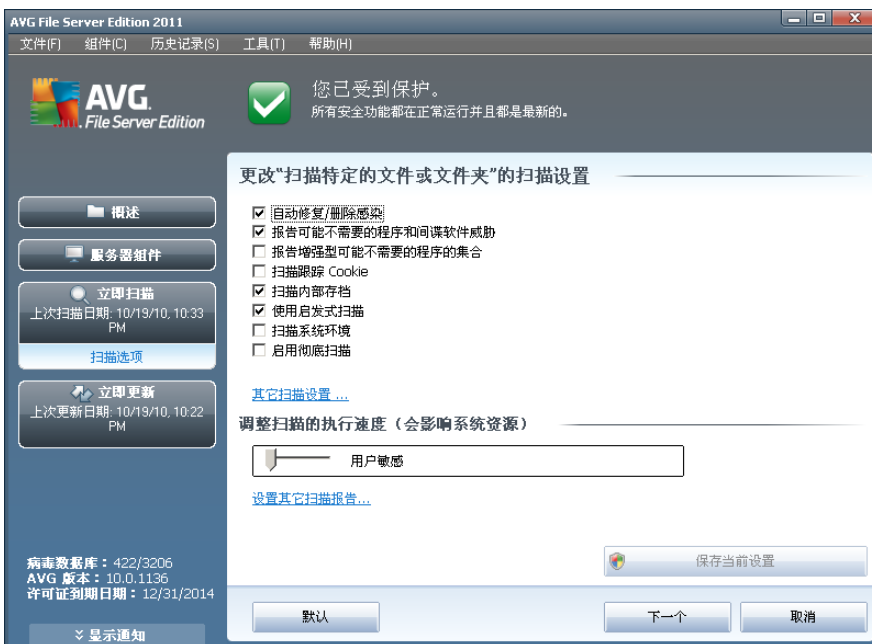 AVG File Server Edition 2011
文件(F) 组件(C) 历史记录(S) 工具(T) 帮助(H)
AVG.
File Server Edition
您已受到保护。
所有安全功能都在正常运行并且都是最新的。
概述
服务器组件
立即扫描
上次扫描日期: 10/19/10, 10:33
PM
扫描选项
立即更新
上次更新日期: 10/19/10, 10:22
PM
病毒数据库：422/3206
AVG 版本：10.0.1136
许可证到期日期：12/31/2014
显示通知
更改“扫描特定的文件或文件夹”的扫描设置
自动修复/删除感染
报告可能不需要的程序和间谍软件威胁
报告增强型可能不需要的程序的集合
扫描跟踪 Cookie
扫描内部存档
使用启发式扫描
扫描系统环境
启用彻底扫描
其它扫描设置 ...
调整扫描的执行速度（会影响系统资源）
用户敏感
设置其它扫描报告...
保存当前设置
默认 下一个 取消